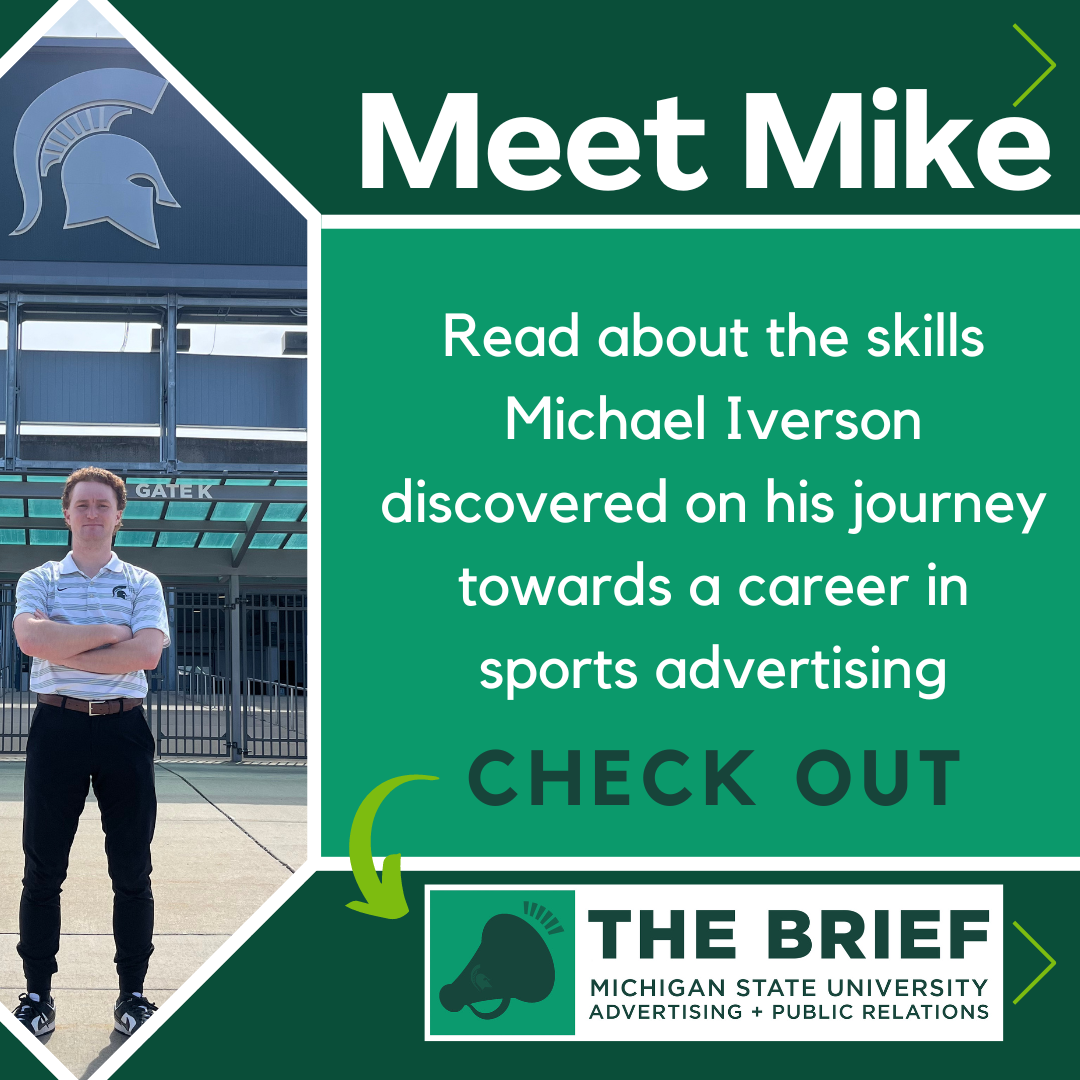 Meet Mike
GATE K
Read about the skills
Michael Iverson
discovered on his journey
towards a career in
sports advertising
CHECK OUT
THE BRIEF
MICHIGAN STATE UNIVERSITY
ADVERTISING + PUBLIC RELATIONS